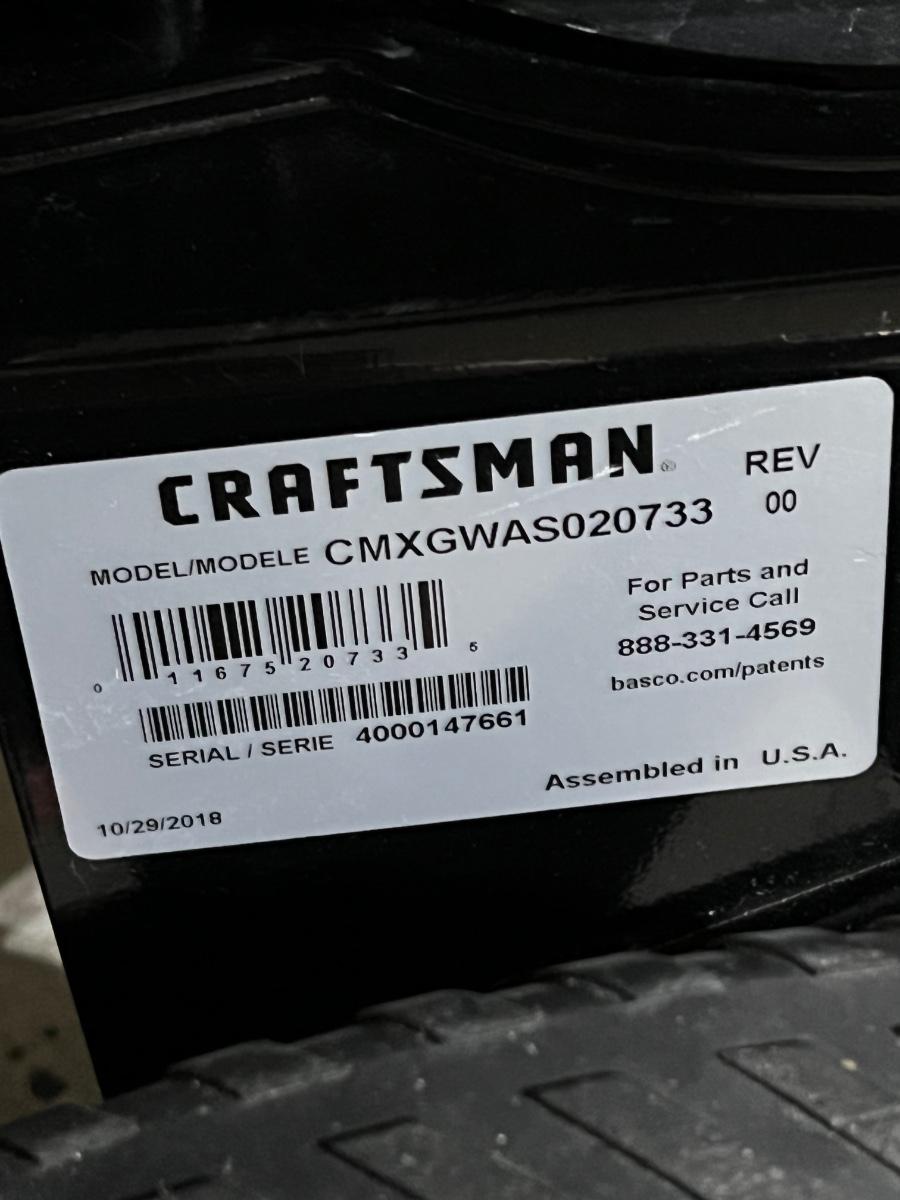 CRAFTSMAN®
REV
00
MODEL/MODELE CMXGWAS020733
For Parts and
Service Call
888-331-4569
basco.com/patents
0 11675 20733 5
SERIAL / SERIE 4000147661
Assembled in U.S.A.
10/29/2018